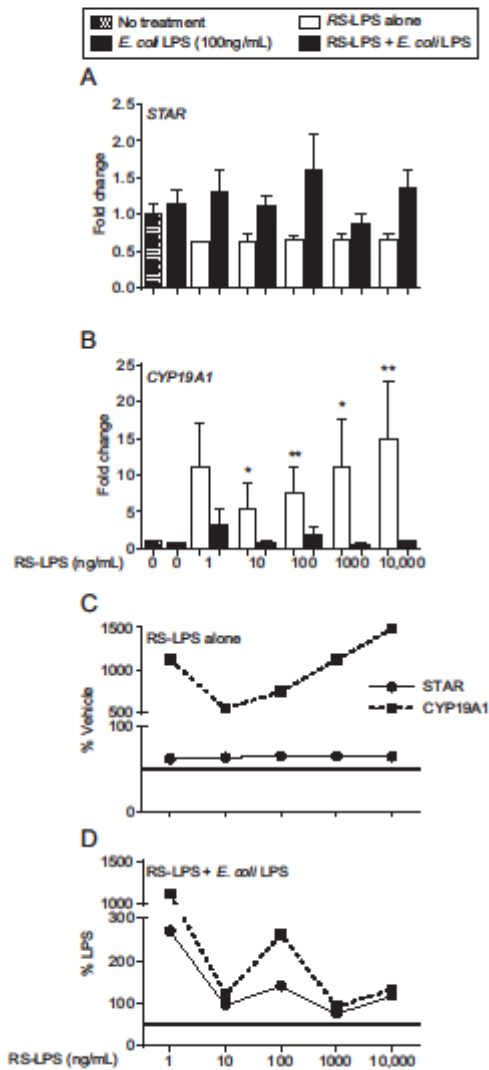 No treatment RS-LPS alone
E. coli LPS (100ng/mL) RS-LPS + E. coli LPS
A
STAR
Fold change
2.5
2.0
1.5
1.0
0.5
0.0
B
CYP19A1
Fold change
25
20
15
10
5
0
* ** * **
RS-LPS (ng/mL) 0 0 1 10 100 1000 10,000
C
RS-LPS alone
% Vehicle
1500
1000
500
100
0
STAR
CYP19A1
D
RS-LPS + E. coli LPS
% LPS
1500
1000
300
200
100
0
RS-LPS (ng/mL) 1 10 100 1000 10,000